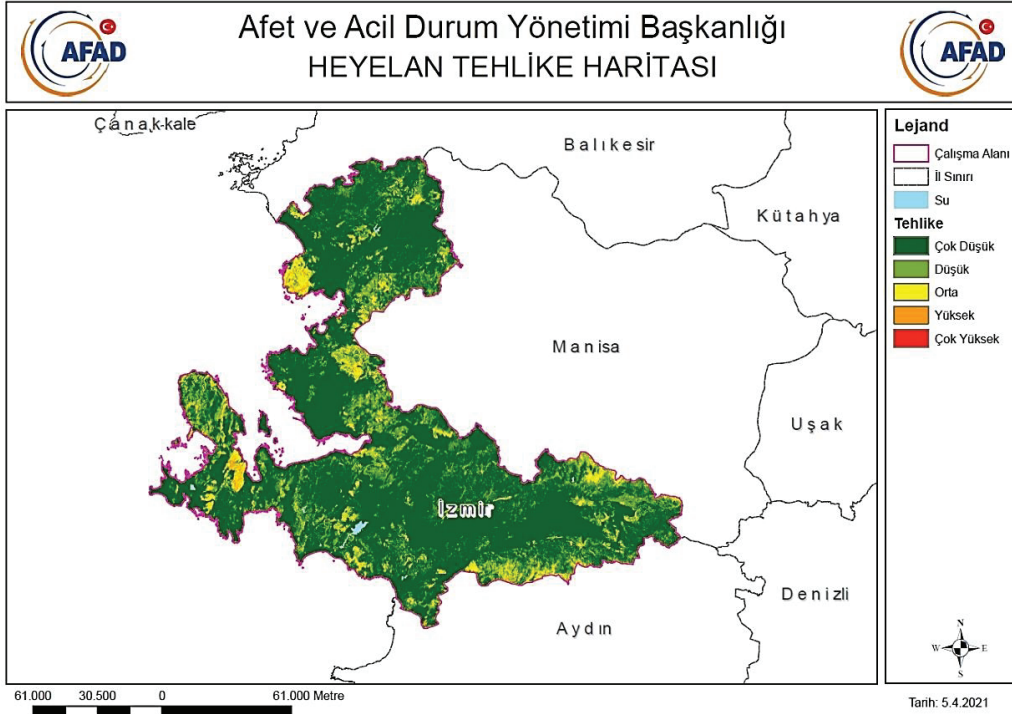 AFAD
Afet ve Acil Durum Yönetimi Başkanlığı
HEYELAN TEHLİKE HARİTASI
AFAD
Çanak-kale
Balıkesir
Kütahya
Manisa
Uşak
İzmir
Denizli
Aydın
Lejand
Çalışma Alanı
İl Sınırı
Su
Tehlike
Çok Düşük
Düşük
Orta
Yüksek
Çok Yüksek
N
W E
S
61.000 30.500 0 61.000 Metre
Tarih: 5.4.2021